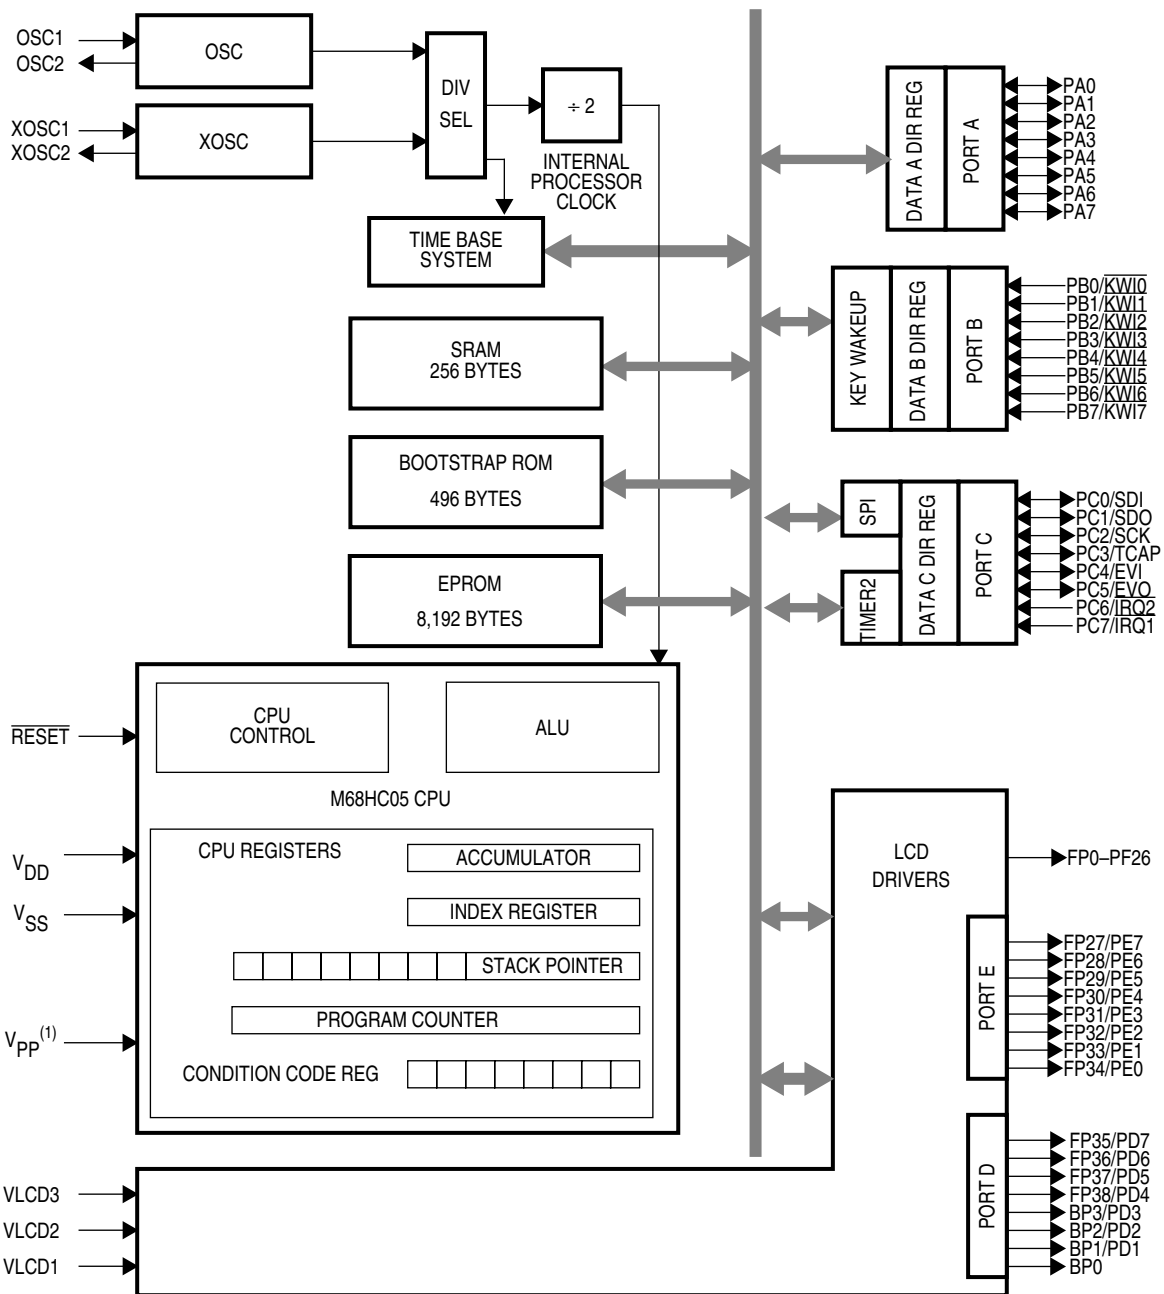 OSC1
OSC2
OSC
XOSC1
XOSC2
XOSC
DIV
SEL
÷ 2
INTERNAL
PROCESSOR
CLOCK
TIME BASE
SYSTEM
SRAM
256 BYTES
BOOTSTRAP ROM
496 BYTES
EPROM
8,192 BYTES
DATA A DIR REG
PORT A
PA0
PA1
PA2
PA3
PA4
PA5
PA6
PA7
KEY WAKEUP
DATA B DIR REG
PORT B
PB0/KWI0
PB1/KWI1
PB2/KWI2
PB3/KWI3
PB4/KWI4
PB5/KWI5
PB6/KWI6
PB7/KWI7
SPI
TIMER2
DATA C DIR REG
PORT C
PC0/SDI
PC1/SDO
PC2/SCK
PC3/TCAP
PC4/EVI
PC5/EVO
PC6/IRQ2
PC7/IRQ1
RESET
CPU
CONTROL
ALU
M68HC05 CPU
VDD
VSS
VPP(1)
CPU REGISTERS
ACCUMULATOR
INDEX REGISTER
STACK POINTER
PROGRAM COUNTER
CONDITION CODE REG
LCD
DRIVERS
FP0–PF26
PORT E
FP27/PE7
FP28/PE6
FP29/PE5
FP30/PE4
FP31/PE3
FP32/PE2
FP33/PE1
FP34/PE0
PORT D
FP35/PD7
FP36/PD6
FP37/PD5
FP38/PD4
BP3/PD3
BP2/PD2
BP1/PD1
BP0
VLCD3
VLCD2
VLCD1